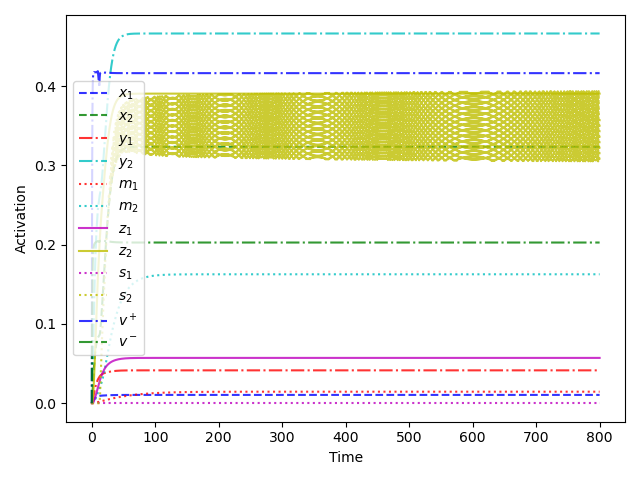 0.4
0.3
0.2
0.1
0.0
Activation
x₁
x₂
y₁
y₂
m₁
m₂
z₁
z₂
s₁
s₂
v⁺
v⁻
0 100 200 300 400 500 600 700 800
Time